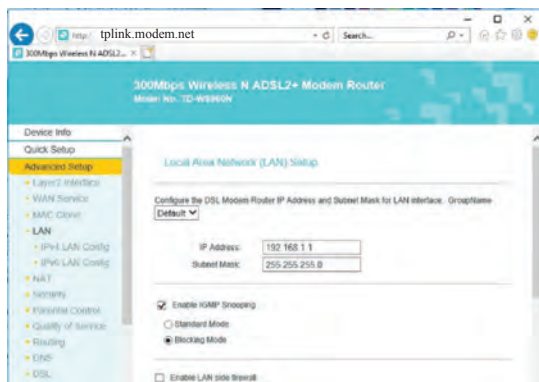 http:// tplink.modem.net
Search...
300Mbps Wireless N ADSL2...
300Mbps Wireless N ADSL2+ Modem Router
Model No. TD-W8960N
Device Info
Quick Setup
Advanced Setup
Layer2 Interface
WAN Service
MAC Clone
LAN
IPv4 LAN Config
IPv6 LAN Config
NAT
Security
Parental Control
Quality of Service
Routing
DNS
DSL
Local Area Network (LAN) Setup
Configure the DSL Modem Router IP Address and Subnet Mask for LAN interface. GroupName
Default
IP Address: 192.168.1.1
Subnet Mask: 255.255.255.0
Enable IGMP Snooping
Standard Mode
Blocking Mode
Enable LAN side firewall